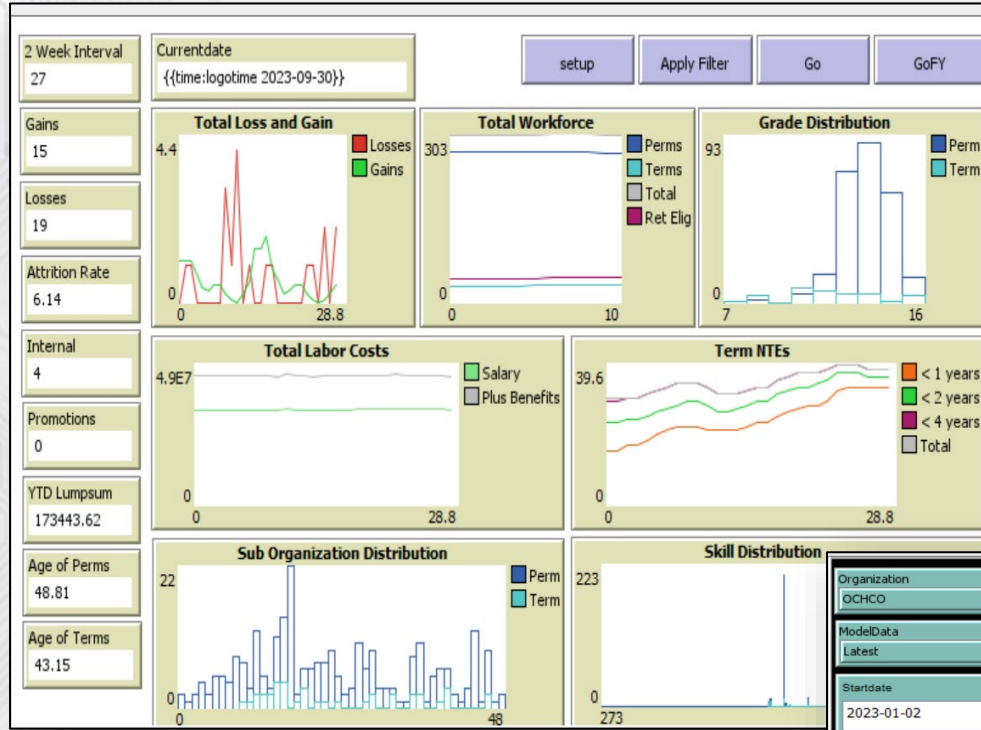 2 Week Interval
27
Currentdate
{{time:logotime 2023-09-30}}
setup
Apply Filter
Go
GoFY
Gains
15
Losses
19
Attrition Rate
6.14
Internal
4
Promotions
0
YTD Lumpsum
173443.62
Age of Perms
48.81
Age of Terms
43.15
Total Loss and Gain
4.4
0
0
28.8
Losses
Gains
Total Workforce
303
0
0
10
Perms
Terms
Total
Ret Elig
Grade Distribution
93
0
7
16
Perm
Term
Total Labor Costs
4.9E7
0
0
28.8
Salary
Plus Benefits
Term NTEs
39.6
0
0
28.8
< 1 years
< 2 years
< 4 years
Total
Sub Organization Distribution
22
0
0
48
Perm
Term
Skill Distribution
223
0
273
Organization
OCHCO
ModelData
Latest
Startdate
2023-01-02